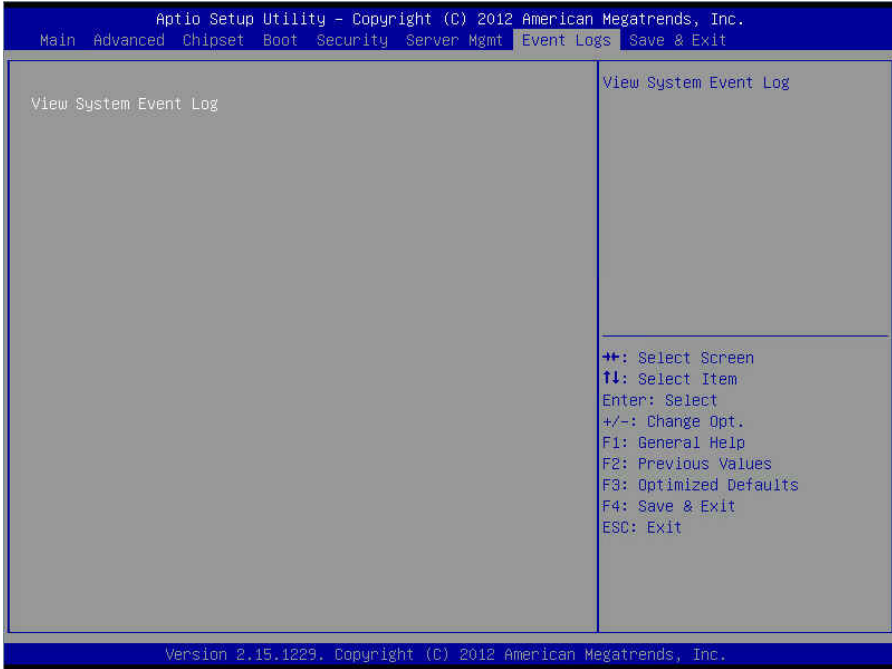 Aptio Setup Utility – Copyright (C) 2012 American Megatrends, Inc.
Main Advanced Chipset Boot Security Server Mgmt Event Logs Save & Exit
View System Event Log
View System Event Log
→←: Select Screen
↑↓: Select Item
Enter: Select
+/-: Change Opt.
F1: General Help
F2: Previous Values
F3: Optimized Defaults
F4: Save & Exit
ESC: Exit
Version 2.15.1229. Copyright (C) 2012 American Megatrends, Inc.